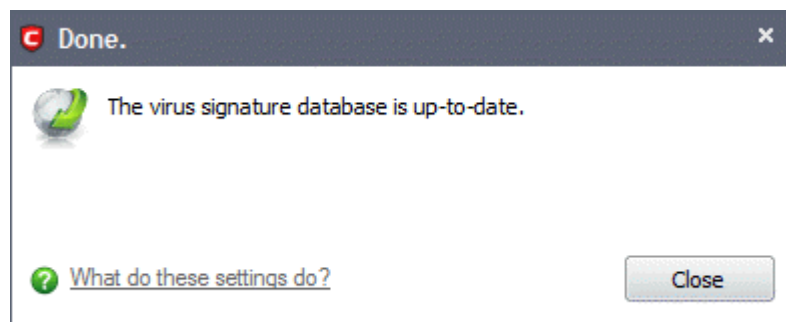 Done.
The virus signature database is up-to-date.
What do these settings do?
Close